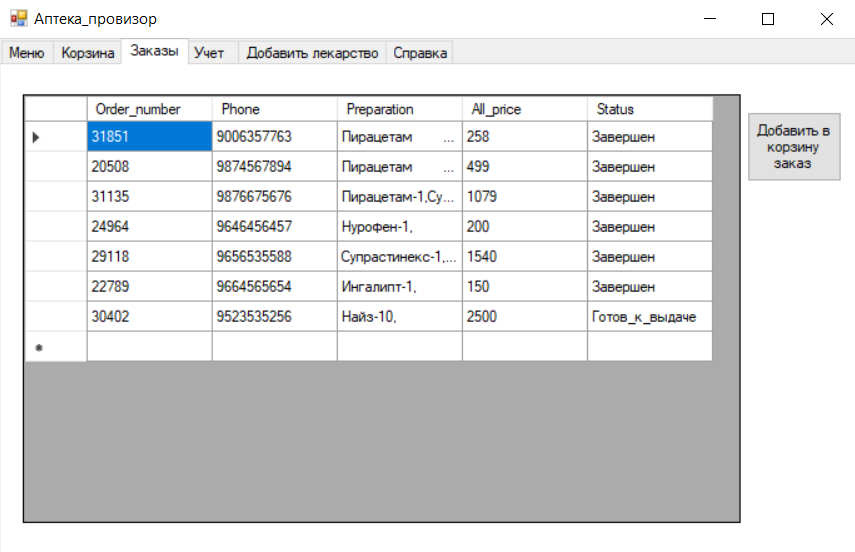 Аптека_провизор
Меню Корзина Заказы Учет Добавить лекарство Справка
Order_number Phone Preparation All_price Status
31851 9006357763 Пирацетам ... 258 Завершен
20508 9874567894 Пирацетам ... 499 Завершен
31135 9876675676 Пирацетам-1,Су... 1079 Завершен
24964 9646456457 Нурофен-1, 200 Завершен
29118 9656535588 Супрастинекс-1,... 1540 Завершен
22789 9664565654 Ингалипт-1, 150 Завершен
30402 9523535256 Найз-10, 2500 Готов_к_выдаче
Добавить в
корзину
заказ